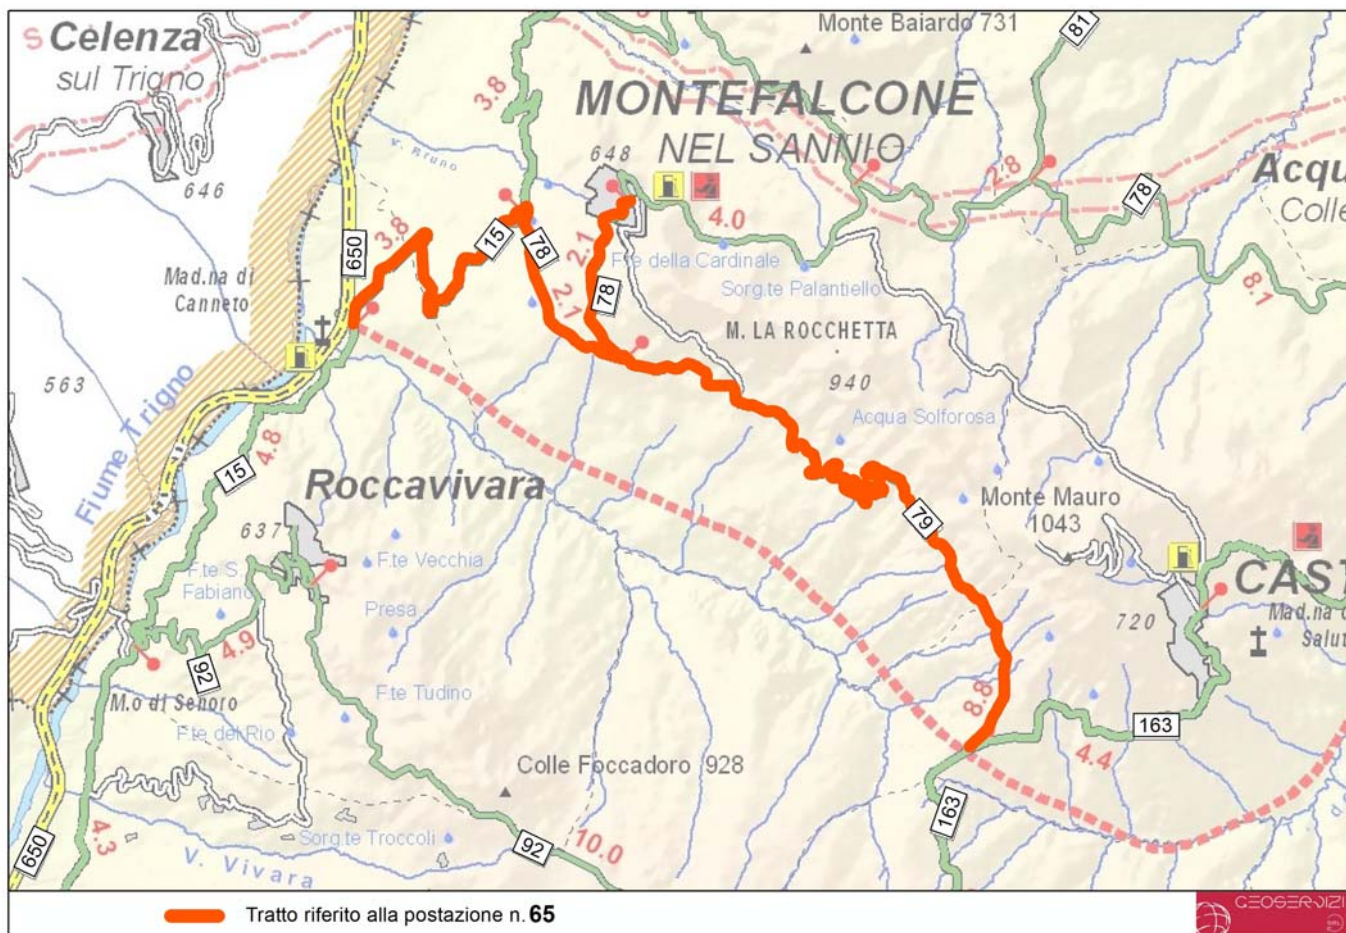 Celenza
sul Trigno
Monte Baiardo 731
81
3.8
MONTEFALCONE
NEL SANNIO
648
V. Bruno
646
2.8
78
Acqu
Colle
4.0
3.8
15
78
2.1
F.te della Cardinale
650
Mad.na di
Canneto
2.1
78
Sorg.te Palantiello
8.1
M. LA ROCCHETTA
563
940
Fiume Trigno
Acqua Solforosa
4.8
15
Roccavivara
Monte Mauro
1043
79
637
F.te Vecchia
F.te S.
Fabiano
Presa
CAST
Mad.na d
Salut
720
4.9
92
F.te Tudino
M.o di Senoro
8.8
F.te del Rio
163
4.4
Colle Foccadoro 928
163
4.3
650
Sorg.te Troccoli
92
10.0
V. Vivara
T. d
Tratto riferito alla postazione n. 65
GEOSERVIZI
SRL